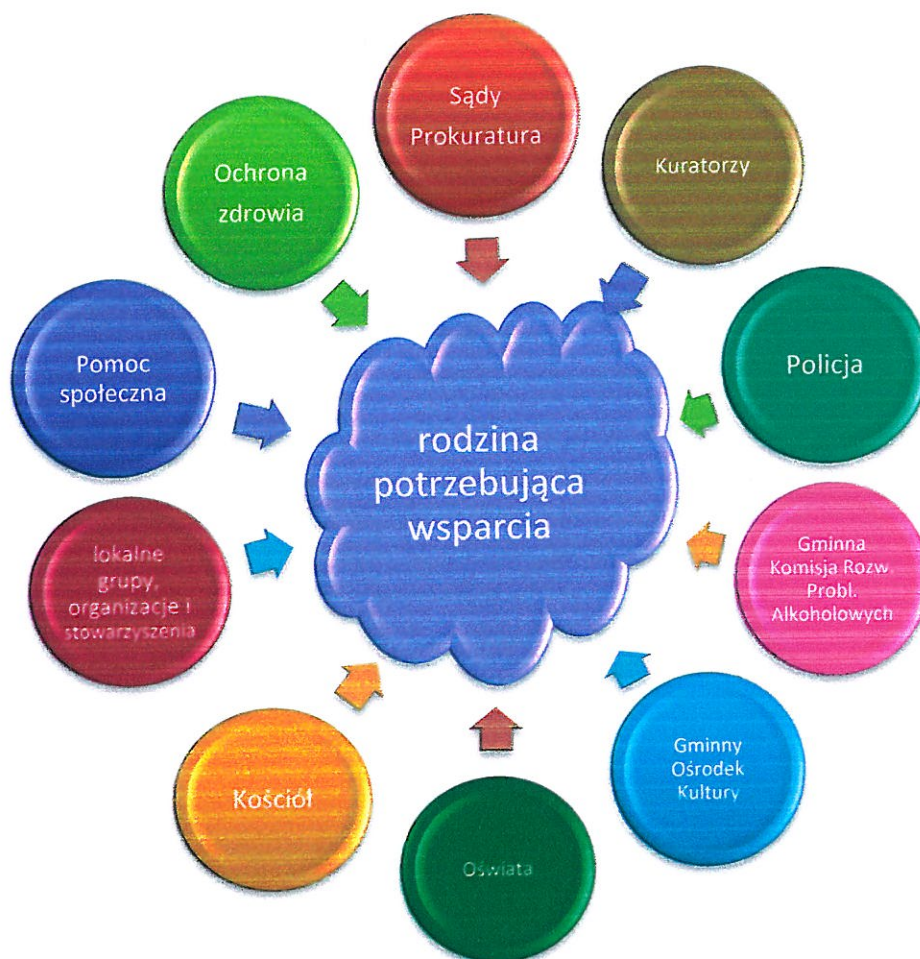 Sądy
Prokuratura
Kuratorzy
Policja
Gminna
Komisja Rozw.
Probl.
Alkoholowych
Gminny
Ośrodek
Kultury
Oświata
Kościół
lokalne
grupy,
organizacje i
stowarzyszenia
Pomoc
społeczna
Ochrona
zdrowia
rodzina
potrzebująca
wsparcia